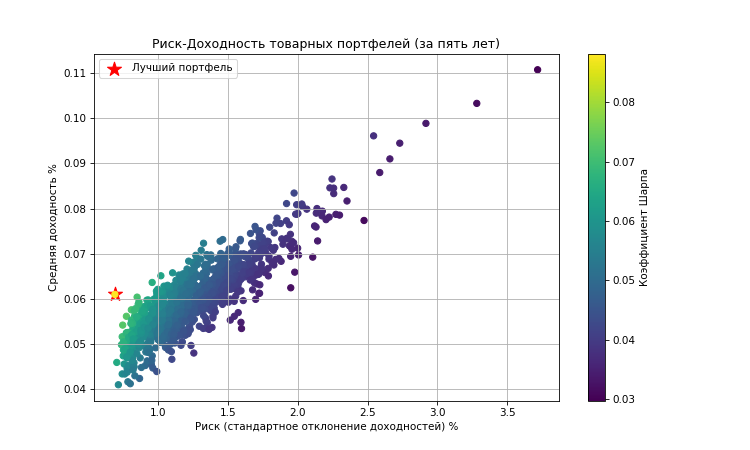 Риск-Доходность товарных портфелей (за пять лет)
Лучший портфель
Средняя доходность %
0.11
0.10
0.09
0.08
0.07
0.06
0.05
0.04
1.0 1.5 2.0 2.5 3.0 3.5
Риск (стандартное отклонение доходностей) %
0.08
0.07
0.06
0.05
0.04
0.03
Коэффициент Шарпа